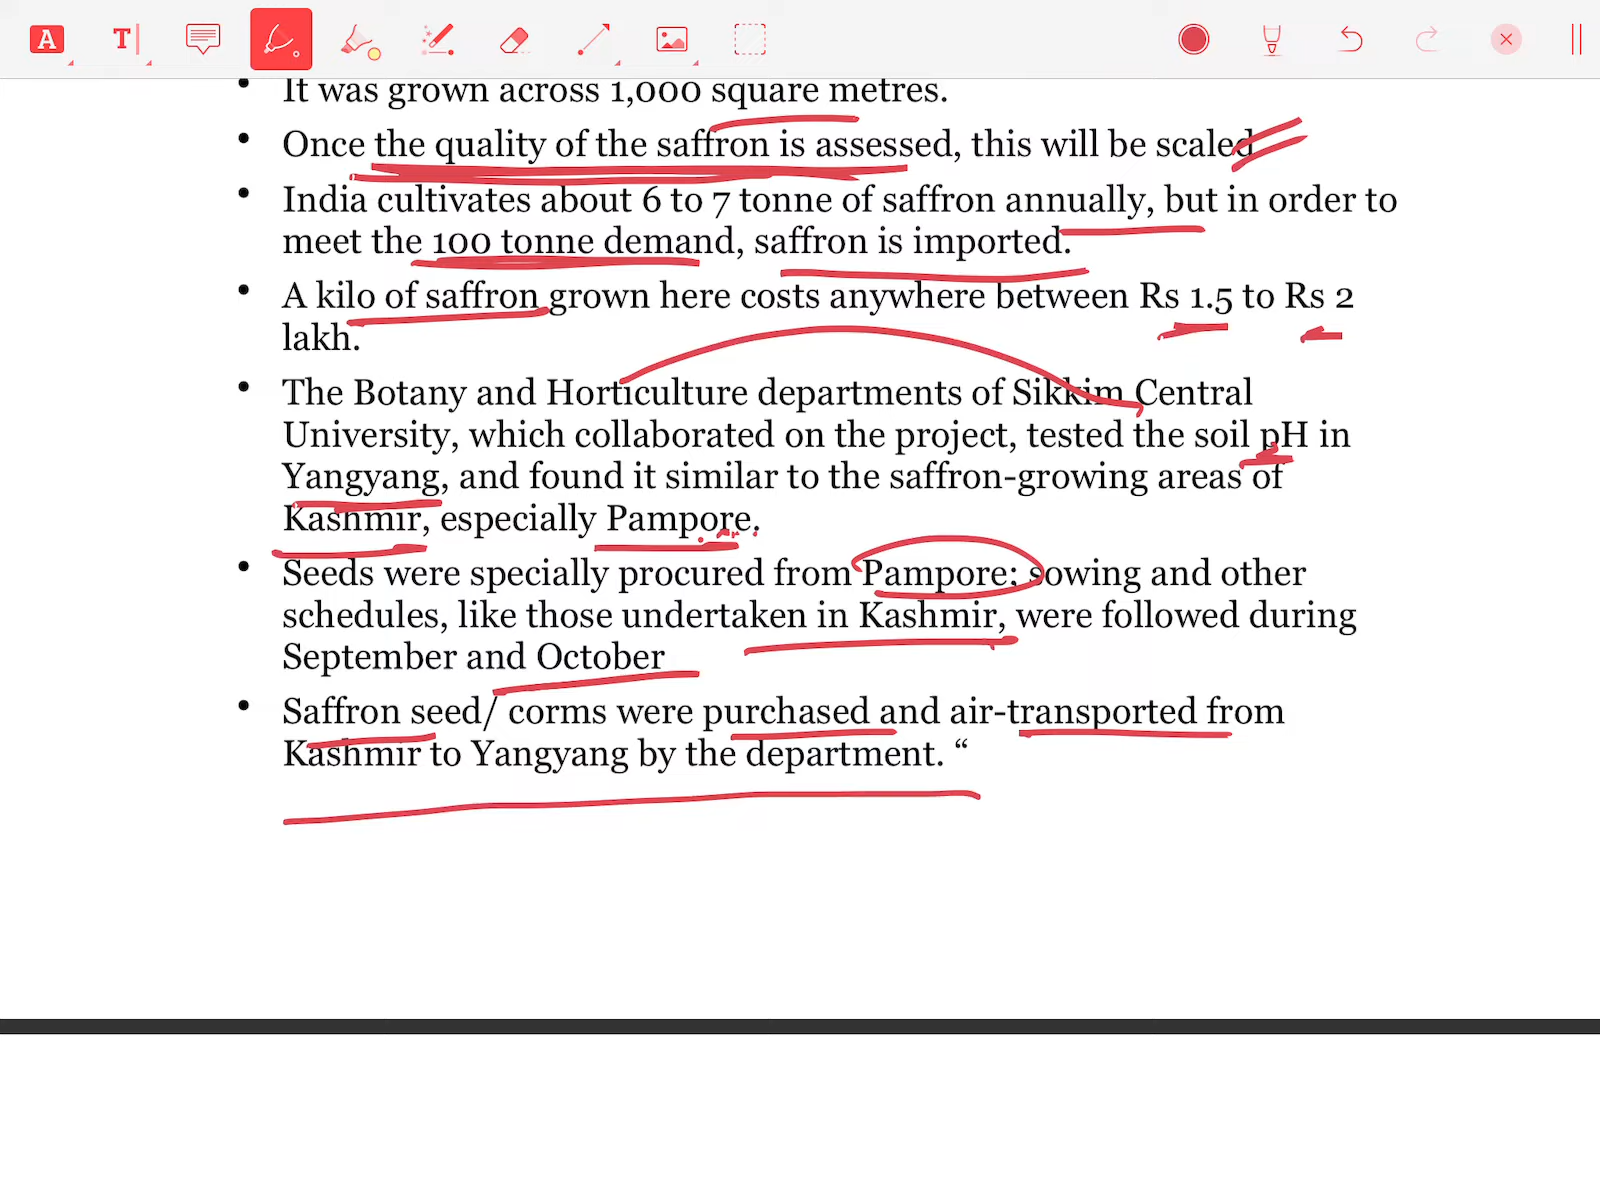 A
T
It was grown across 1,000 square metres.
• Once the quality of the saffron is assessed, this will be scaled
• India cultivates about 6 to 7 tonne of saffron annually, but in order to
meet the 100 tonne demand, saffron is imported.
• A kilo of saffron grown here costs anywhere between Rs 1.5 to Rs 2
lakh.
• The Botany and Horticulture departments of Sikkim Central
University, which collaborated on the project, tested the soil pH in
Yangyang, and found it similar to the saffron-growing areas of
Kashmir, especially Pampore.
• Seeds were specially procured from Pampore; sowing and other
schedules, like those undertaken in Kashmir, were followed during
September and October
• Saffron seed/ corms were purchased and air-transported from
Kashmir to Yangyang by the department. “